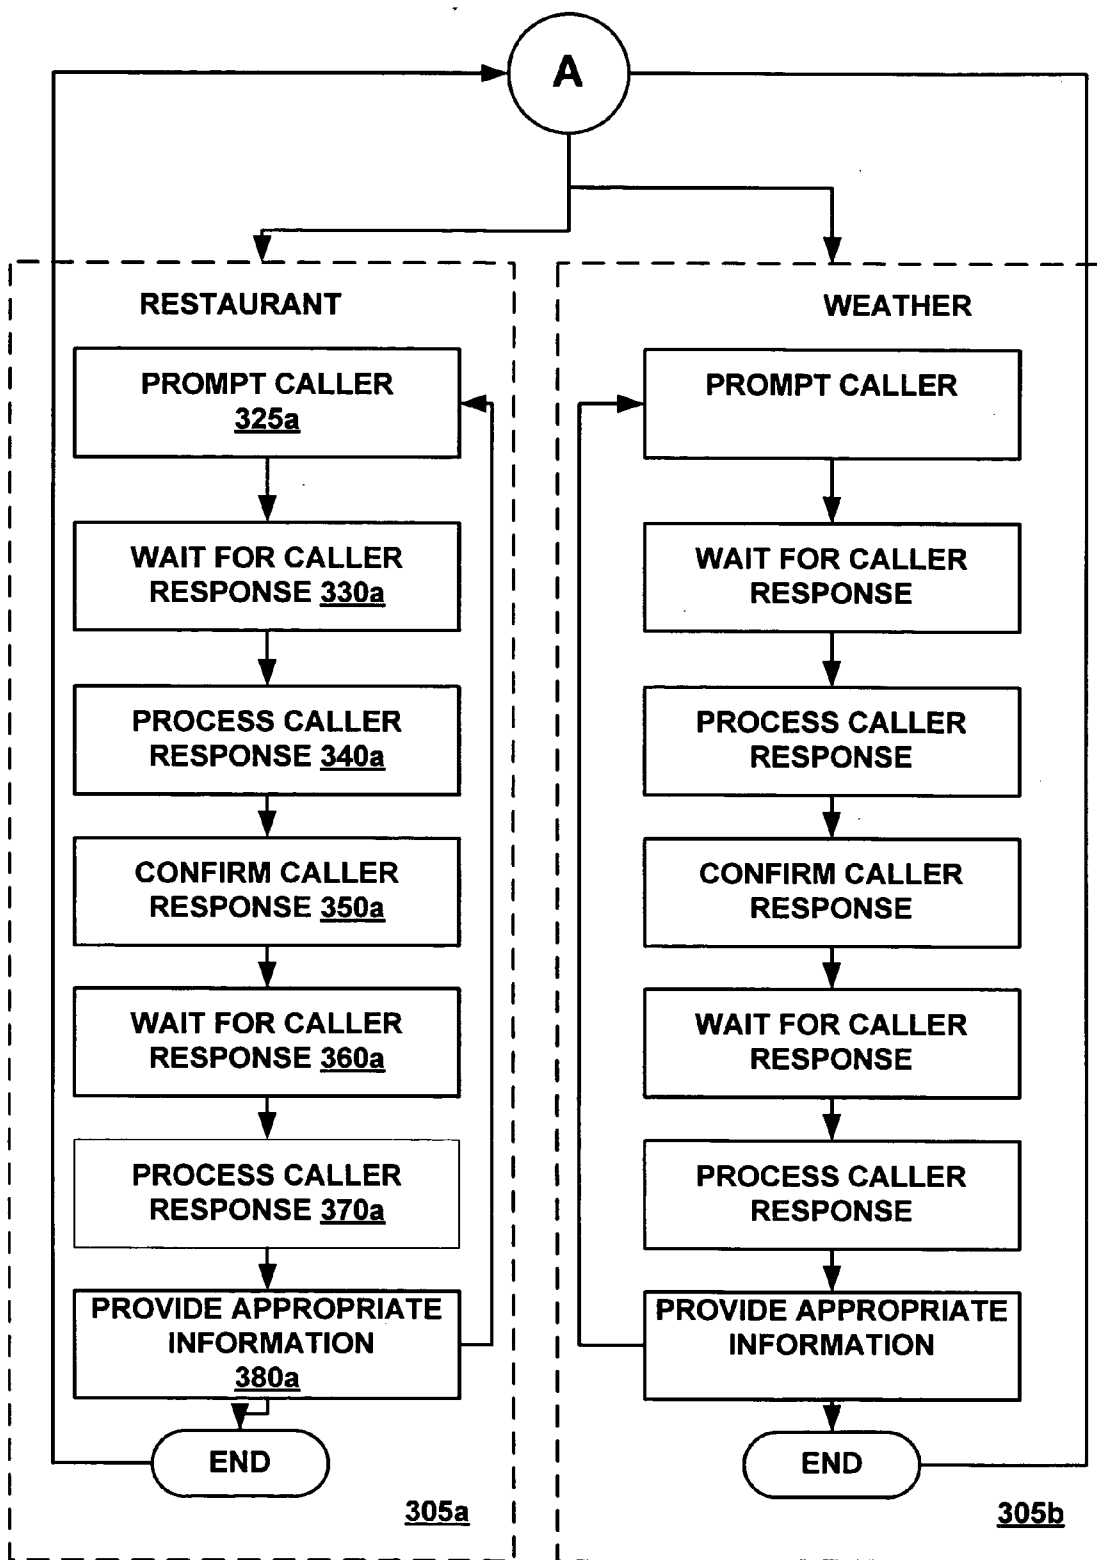 A
RESTAURANT
PROMPT CALLER
325a
WAIT FOR CALLER
RESPONSE 330a
PROCESS CALLER
RESPONSE 340a
CONFIRM CALLER
RESPONSE 350a
WAIT FOR CALLER
RESPONSE 360a
PROCESS CALLER
RESPONSE 370a
PROVIDE APPROPRIATE
INFORMATION
380a
END
305a
WEATHER
PROMPT CALLER
WAIT FOR CALLER
RESPONSE
PROCESS CALLER
RESPONSE
CONFIRM CALLER
RESPONSE
WAIT FOR CALLER
RESPONSE
PROCESS CALLER
RESPONSE
PROVIDE APPROPRIATE
INFORMATION
END
305b